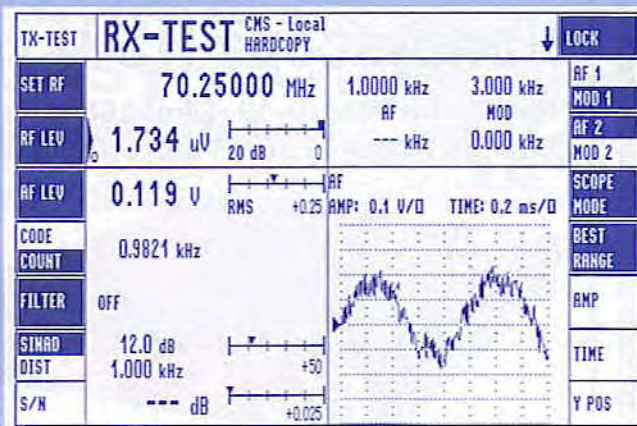 TX-TEST
RX-TEST
CMS - Local
HARDCOPY
LOCK
SET RF
70.25000 MHz
1.0000 kHz 3.000 kHz
AF MOD
--- kHz 0.000 kHz
AF 1
MOD 1
AF 2
MOD 2
RF LEV
1.734 uV
20 dB 0
AF LEV
0.119 V
RMS +0.25
AF
AMP: 0.1 V/□ TIME: 0.2 ms/□
SCOPE
MODE
CODE
COUNT
0.9821 kHz
BEST
RANGE
FILTER
OFF
AMP
SINAD
DIST
12.0 dB
1.000 kHz
+50
TIME
S/N
--- dB
+0.025
Y POS